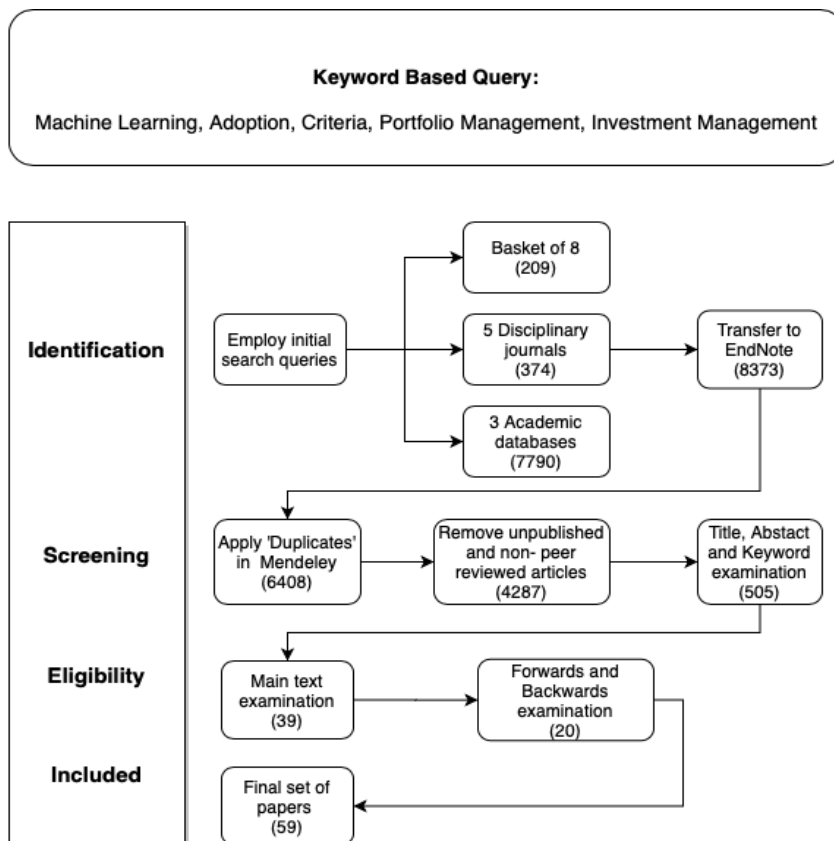 Keyword Based Query:
Machine Learning, Adoption, Criteria, Portfolio Management, Investment Management
Identification
Employ initial
search queries
Basket of 8
(209)
5 Disciplinary
journals
(374)
3 Academic
databases
(7790)
Transfer to
EndNote
(8373)
Screening
Apply 'Duplicates'
in Mendeley
(6408)
Remove unpublished
and non- peer
reviewed articles
(4287)
Title, Abstact
and Keyword
examination
(505)
Eligibility
Main text
examination
(39)
Forwards and
Backwards
examination
(20)
Included
Final set of
papers
(59)